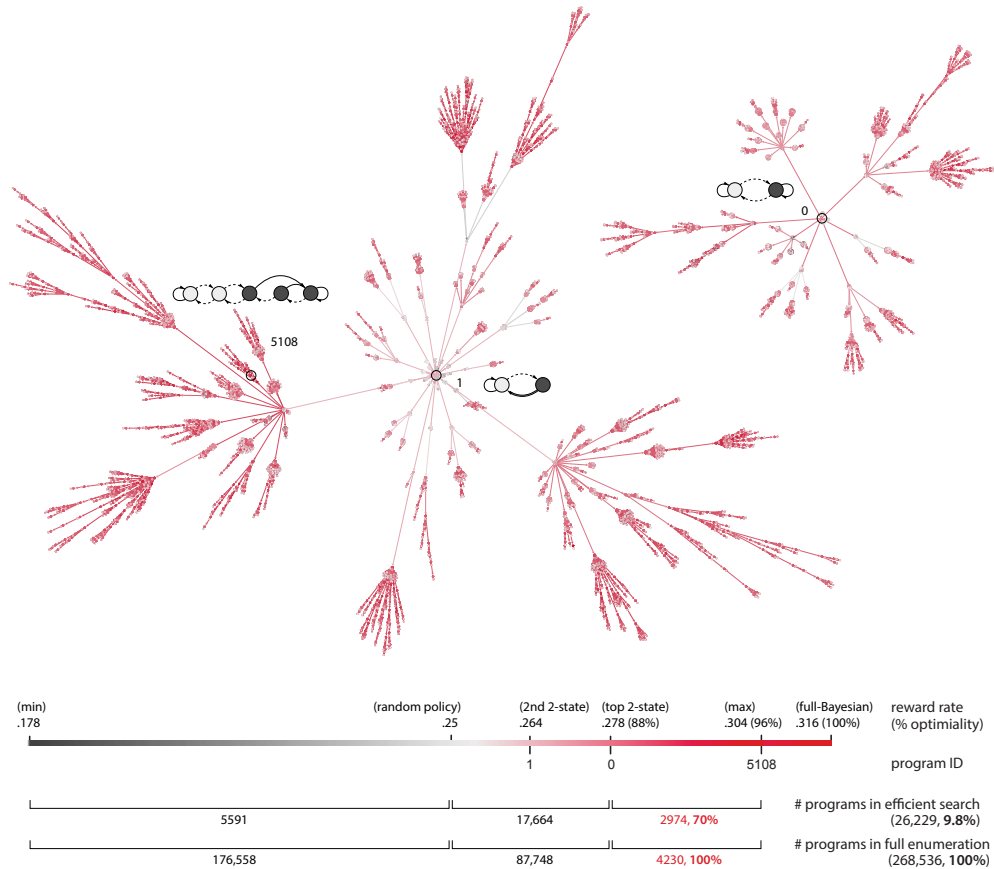 0
5108
1
(min)
(random policy)
(2nd 2-state)
(top 2-state)
(max)
(full-Bayesian)
reward rate
.178
.25
.264
.278 (88%)
.304 (96%)
.316 (100%)
(% optimiality)
1
0
5108
program ID
# programs in efficient search
5591
17,664
2974, 70%
(26,229, 9.8%)
# programs in full enumeration
176,558
87,748
4230, 100%
(268,536, 100%)